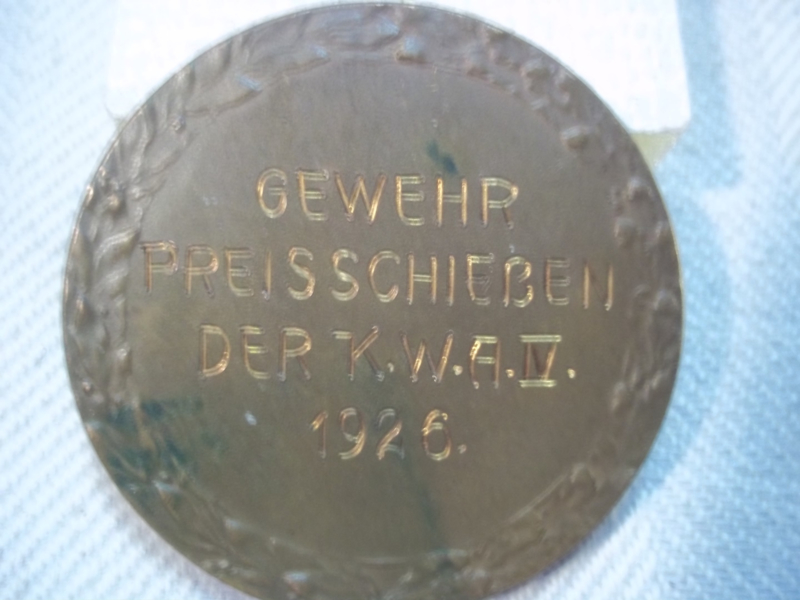 GEWEHR
PREISSCHIEßEN
DER K.W.A.IV.
1926.